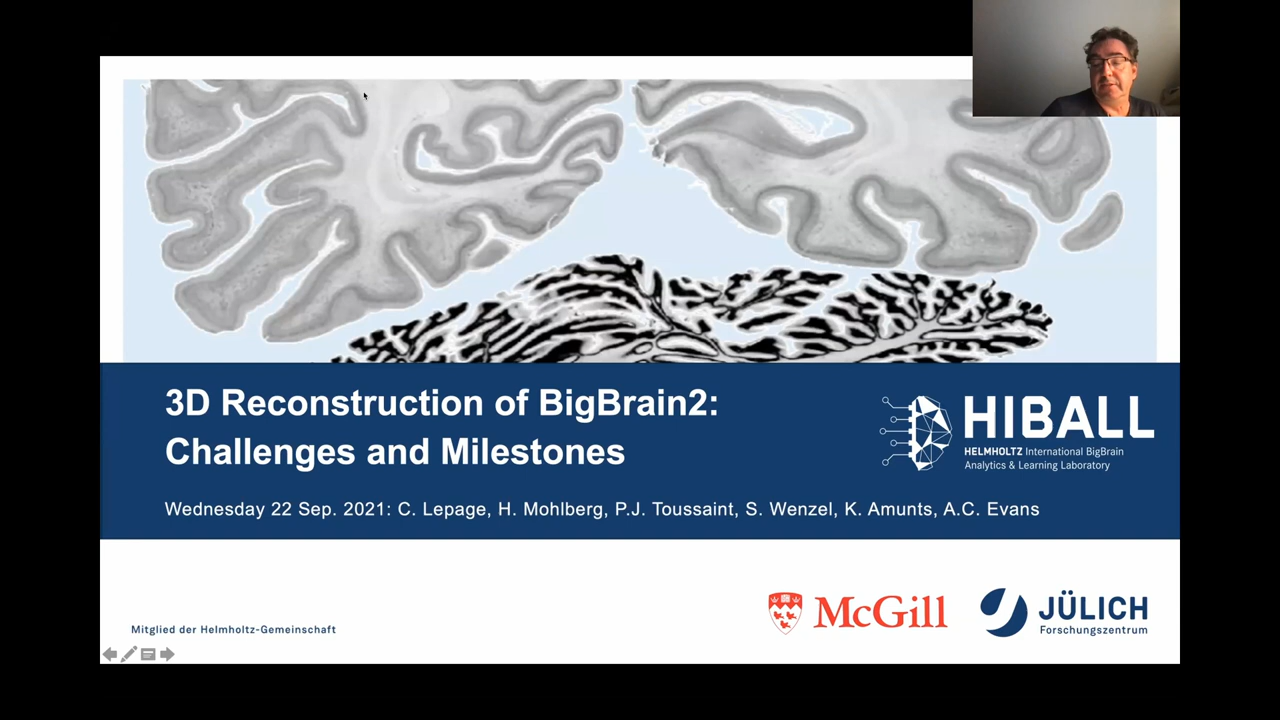 3D Reconstruction of BigBrain2:
Challenges and Milestones
Wednesday 22 Sep. 2021: C. Lepage, H. Mohlberg, P.J. Toussaint, S. Wenzel, K. Amunts, A.C. Evans
HIBALL
HELMHOLTZ International BigBrain
Analytics & Learning Laboratory
McGill
JÜLICH
Forschungszentrum
Mitglied der Helmholtz-Gemeinschaft